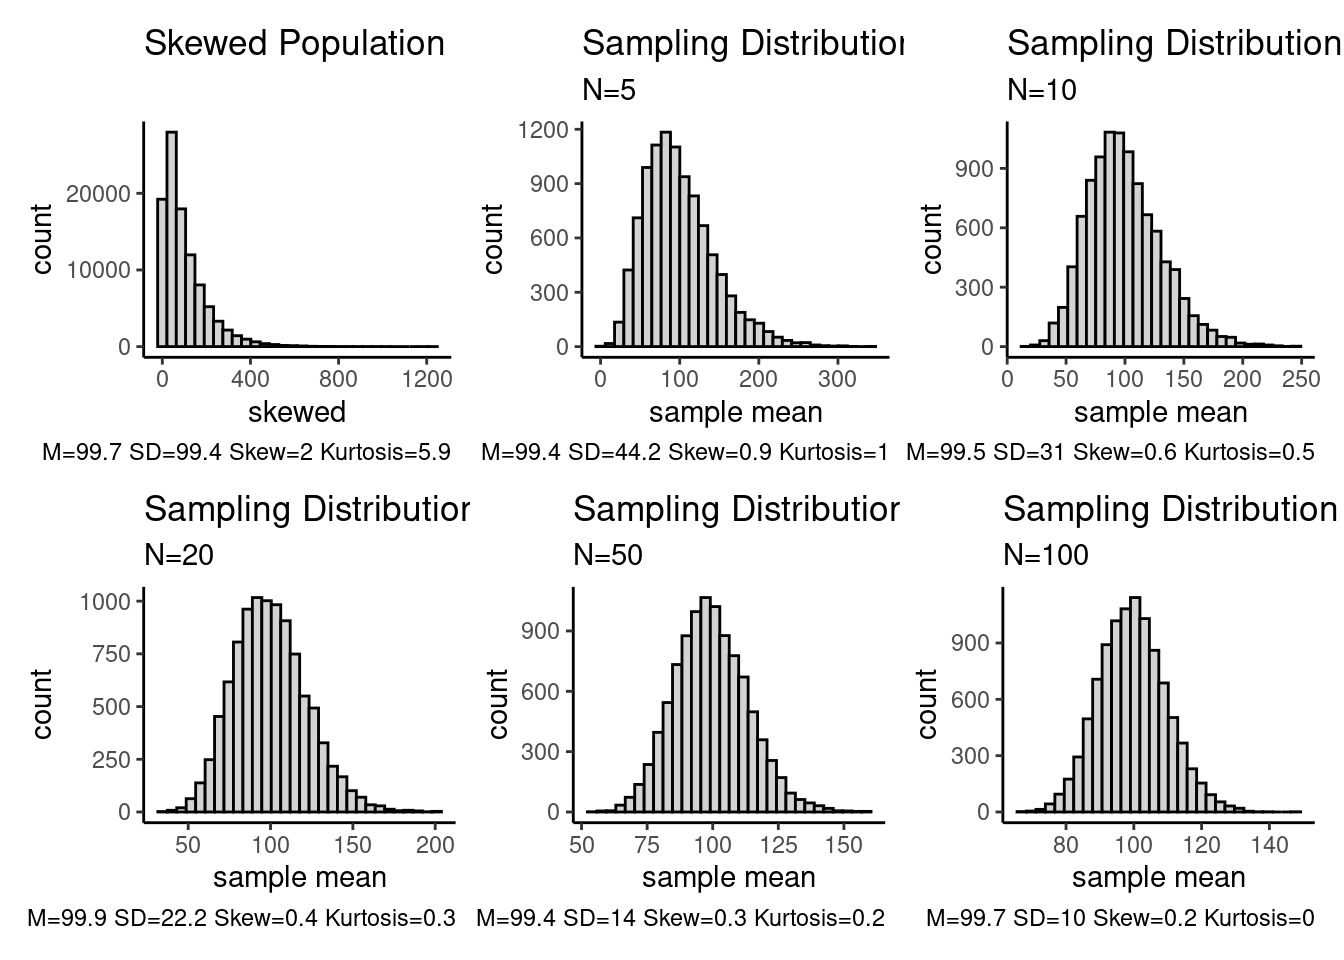 Skewed Population
20000
10000
0
count
0 400 800 1200
skewed
M=99.7 SD=99.4 Skew=2 Kurtosis=5.9
Sampling Distribution
N=5
1200
900
600
300
0
count
0 100 200 300
sample mean
M=99.4 SD=44.2 Skew=0.9 Kurtosis=1
Sampling Distribution
N=10
900
600
300
0
count
0 50 100 150 200 250
sample mean
M=99.5 SD=31 Skew=0.6 Kurtosis=0.5
Sampling Distribution
N=20
1000
750
500
250
0
count
50 100 150 200
sample mean
M=99.9 SD=22.2 Skew=0.4 Kurtosis=0.3
Sampling Distribution
N=50
900
600
300
0
count
50 75 100 125 150
sample mean
M=99.4 SD=14 Skew=0.3 Kurtosis=0.2
Sampling Distribution
N=100
900
600
300
0
count
80 100 120 140
sample mean
M=99.7 SD=10 Skew=0.2 Kurtosis=0